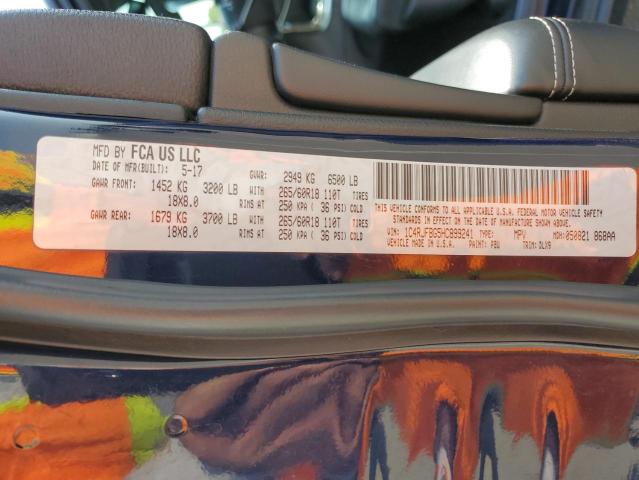 MFD BY FCA US LLC
DATE OF MFR(BUILT): 5-17 GVWR: 2949 KG 6500 LB
GAWR FRONT: 1452 KG 3200 LB WITH 265/60R18 110T TIRES
18X8.0 RIMS AT 250 KPA ( 36 PSI) COLD
GAWR REAR: 1679 KG 3700 LB WITH 265/60R18 110T TIRES
18X8.0 RIMS AT 250 KPA ( 36 PSI) COLD
THIS VEHICLE CONFORMS TO ALL APPLICABLE U.S.A. FEDERAL MOTOR VEHICLE SAFETY
STANDARDS IN EFFECT ON THE DATE OF MANUFACTURE SHOWN ABOVE.
VIN: 1C4RJFBG5HC899241 TYPE: MPV MDH:050821 868AA
VEHICLE MADE IN U.S.A. PAINT: PBU TRIM: DLX9